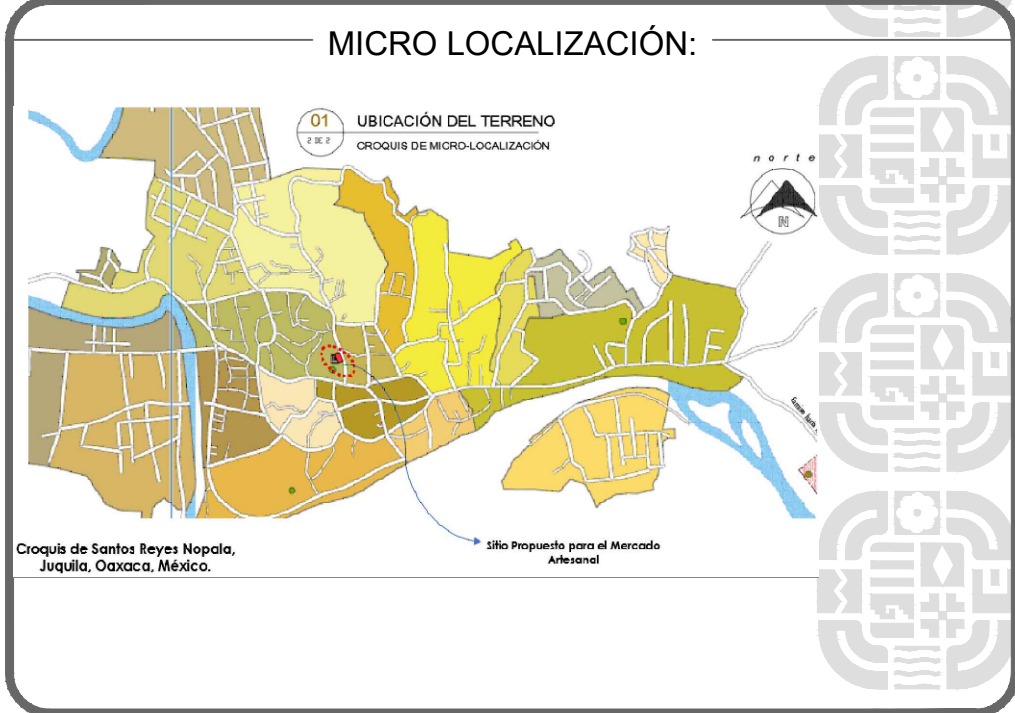 MICRO LOCALIZACIÓN:
01
2 DE 2
UBICACIÓN DEL TERRENO
CROQUIS DE MICRO-LOCALIZACIÓN
norte
N
Croquis de Santos Reyes Nopala,
Juquila, Oaxaca, México.
Sitio Propuesto para el Mercado
Artesanal